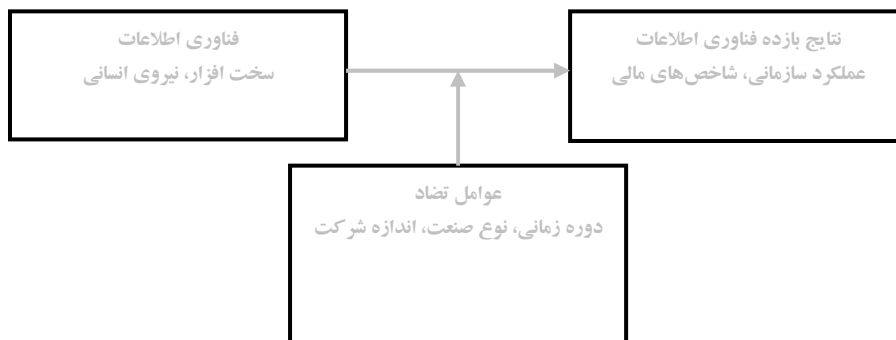 نتایج بازده فناوری اطلاعات
عملکرد سازمانی، شاخص‌های مالی
فناوری اطلاعات
سخت افزار، نیروی انسانی
عوامل تضاد
دوره زمانی، نوع صنعت، اندازه شرکت